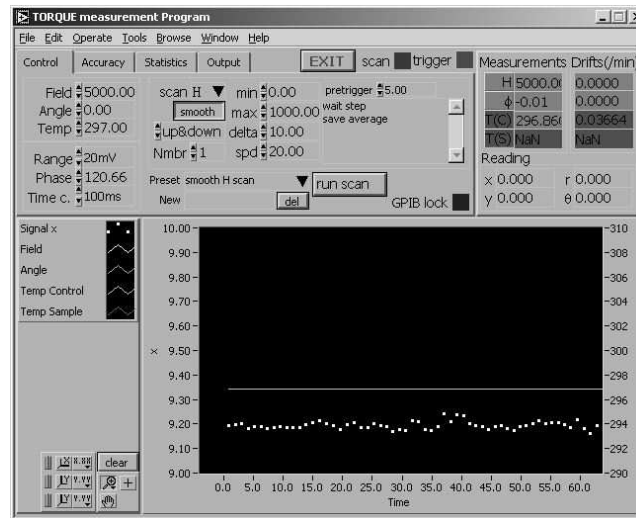 TORQUE measurement Program
File Edit Operate Tools Browse Window Help
Control Accuracy Statistics Output EXIT scan trigger
Field 5000.00
Angle 0.00
Temp 297.00
Range 20mV
Phase 120.66
Time c. 100ms
scan H min 0.00 pretrigger 5.00
smooth max 1000.00
up&down delta 10.00
Nmbr 1 spd 20.00
wait step
save average
Preset smooth H scan run scan
New del GPIB lock
Measurements Drifts(/min)
H 5000.0 0.0000
ϕ -0.01 0.0000
T(C) 296.86 0.03664
T(S) NaN NaN
Reading
x 0.000 r 0.000
y 0.000 θ 0.000
Signal x
Field
Angle
Temp Control
Temp Sample
X X.XX clear
Y Y.YY
Y Y.YY
10.00
9.90
9.80
9.70
9.60
9.50
9.40
9.30
9.20
9.10
9.00
x
310
308
306
304
302
300
298
296
294
292
290
0.0 5.0 10.0 15.0 20.0 25.0 30.0 35.0 40.0 45.0 50.0 55.0 60.0
Time